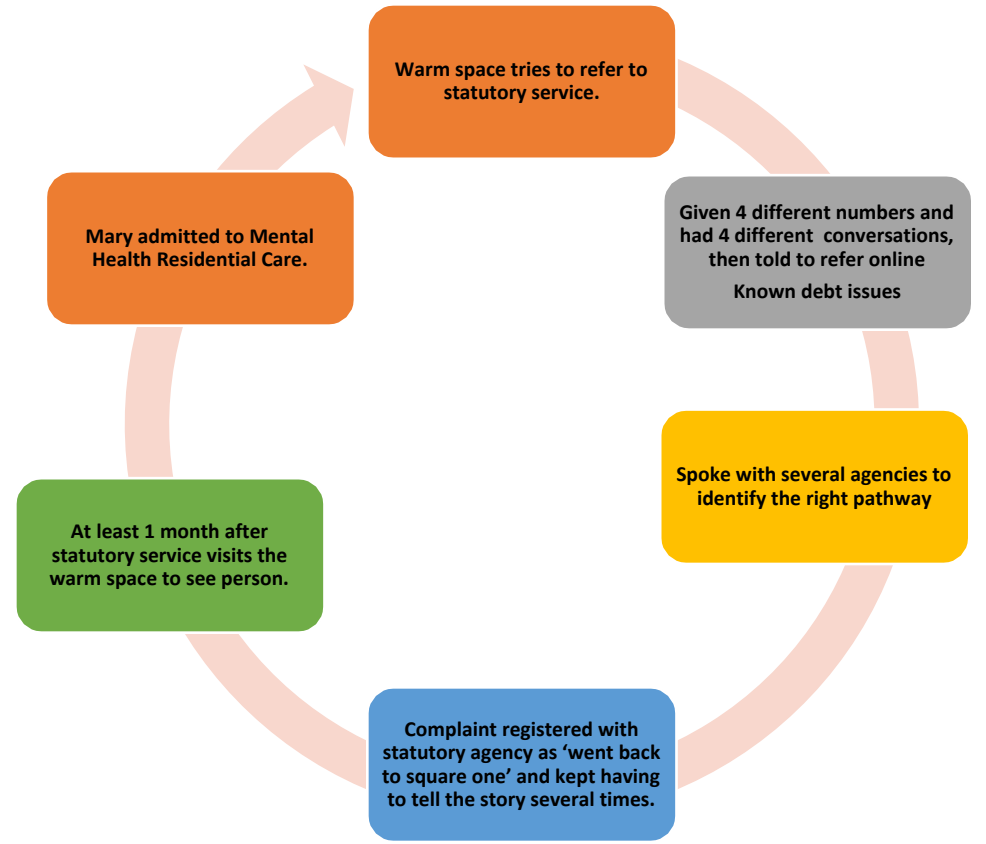 Warm space tries to refer to
statutory service.
Given 4 different numbers and
had 4 different  conversations,
then told to refer online
Known debt issues
Spoke with several agencies to
identify the right pathway
Complaint registered with
statutory agency as ‘went back
to square one’ and kept having
to tell the story several times.
At least 1 month after
statutory service visits the
warm space to see person.
Mary admitted to Mental
Health Residential Care.